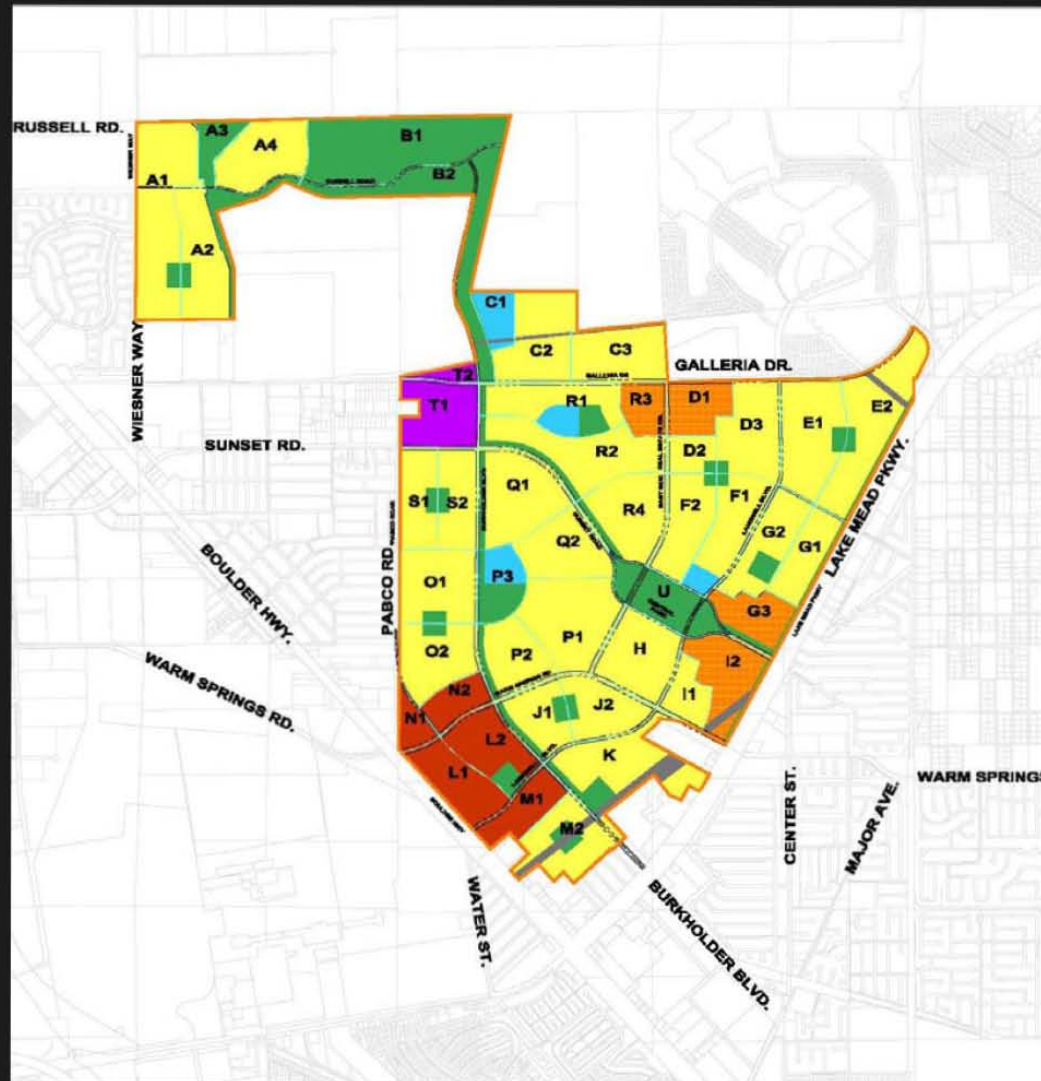 RUSSELL RD.
A3
A4
B1
B2
A1
A2
WIESNER WAY
C1
C2
C3
GALLERIA DR.
GALLERIA DR
T2
T1
R1
R3
D1
E2
E1
D3
R2
D2
SUNSET RD.
S1
S2
Q1
R4
F2
F1
G2
G1
LAKE MEAD PKWY.
Q2
O1
P3
U
G3
PABCO RD
BOULDER HWY.
O2
P2
P1
H
I2
I1
WARM SPRINGS RD.
N2
N1
J1
J2
L2
K
L1
M1
M2
WARM SPRINGS
CENTER ST.
MAJOR AVE.
WATER ST.
BURKHOLDER BLVD.